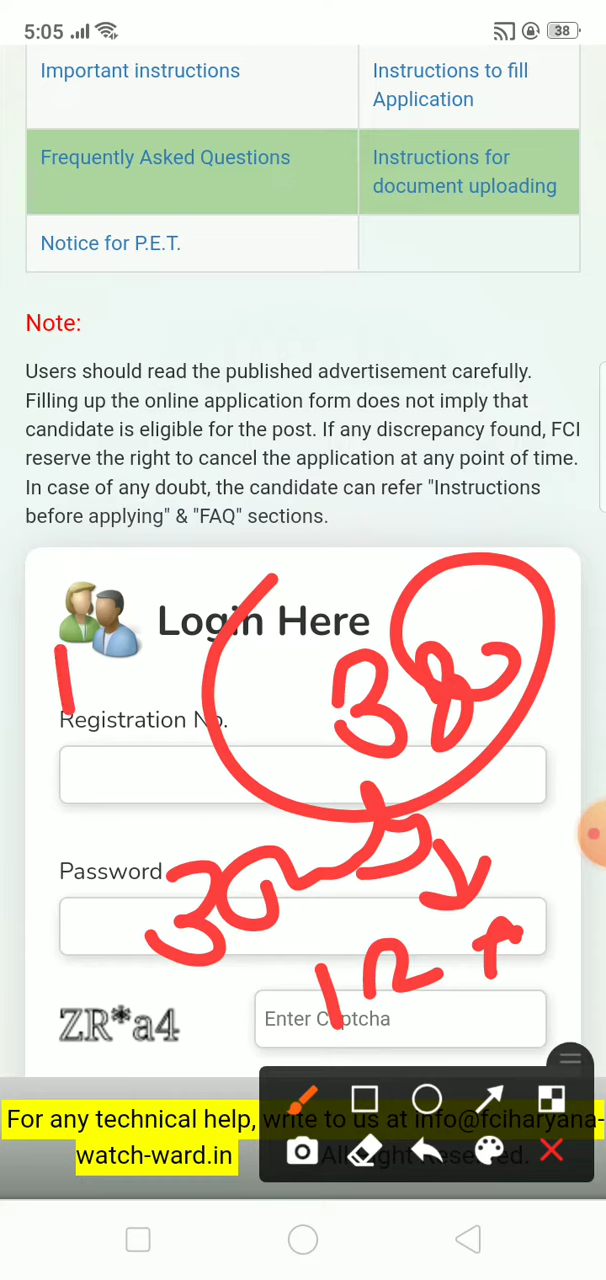 5:05 38
Important instructions
Instructions to fill
Application
Frequently Asked Questions
Instructions for
document uploading
Notice for P.E.T.
Note:
Users should read the published advertisement carefully.
Filling up the online application form does not imply that
candidate is eligible for the post. If any discrepancy found, FCI
reserve the right to cancel the application at any point of time.
In case of any doubt, the candidate can refer "Instructions
before applying" & "FAQ" sections.
Login Here
38
1
Registration No.
Password
12
ZR*a4
Enter Captcha
For any technical help, write to us at info@fciharyana-
watch-ward.in All Right Reserved.